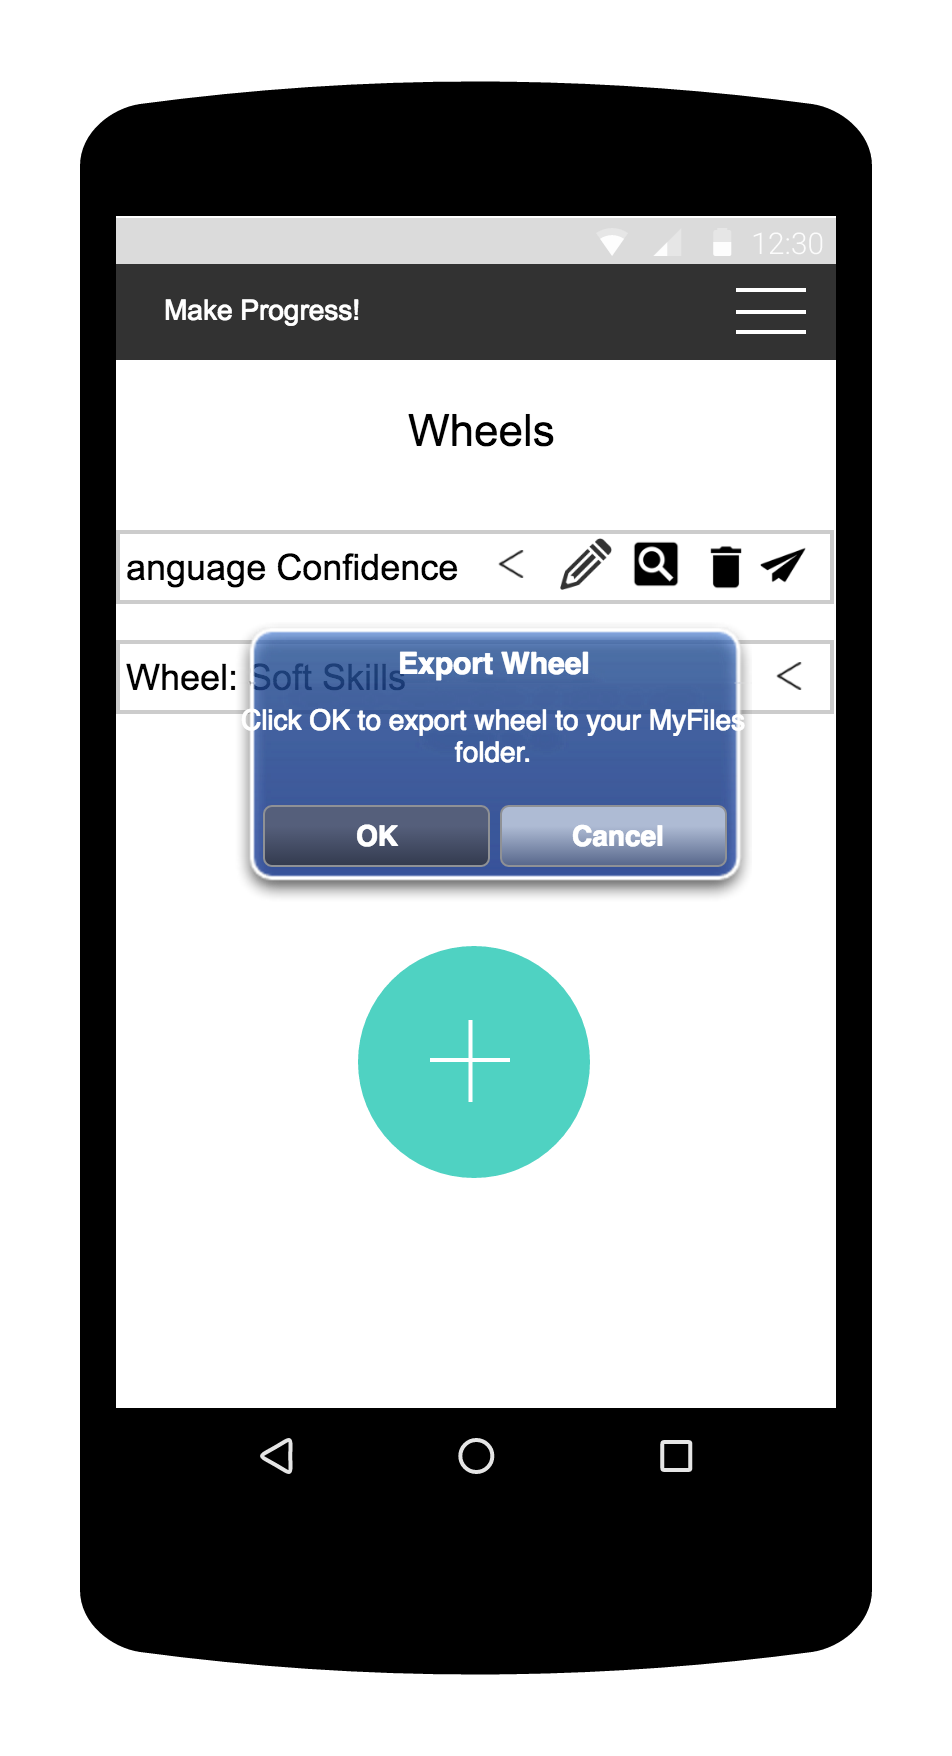 12:30
Make Progress!
Wheels
anguage Confidence
Wheel: Soft Skills
Export Wheel
Click OK to export wheel to your MyFiles
folder.
OK
Cancel